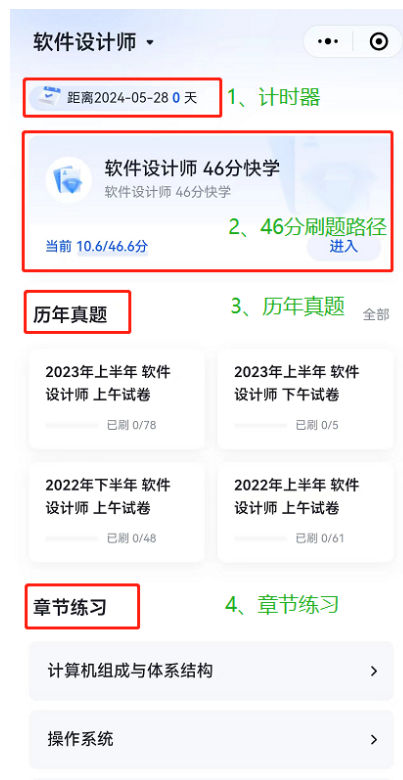 软件设计师
距离2024-05-28 0 天
1、计时器
软件设计师 46分快学
软件设计师 46分快学
2、46分刷题路径
当前 10.6/46.6分
进入
历年真题
3、历年真题
全部
2023年上半年 软件
设计师 上午试卷
已刷 0/78
2023年上半年 软件
设计师 下午试卷
已刷 0/5
2022年下半年 软件
设计师 上午试卷
已刷 0/48
2022年上半年 软件
设计师 上午试卷
已刷 0/61
章节练习
4、章节练习
计算机组成与体系结构
操作系统